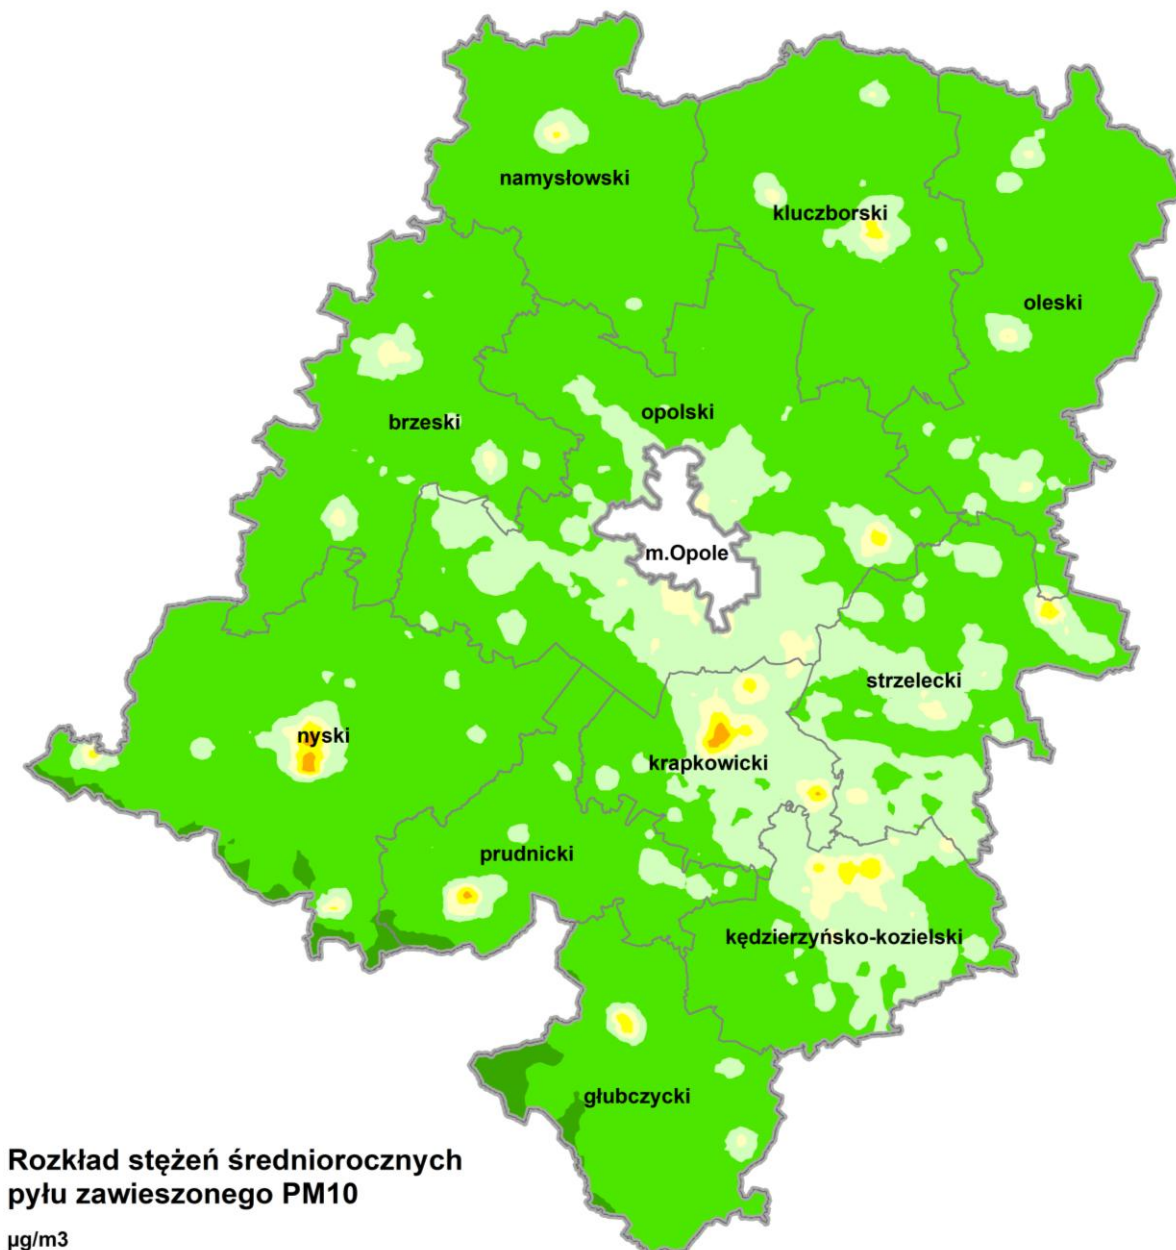 namysłowski
kluczborski
oleski
brzeski
opolski
m.Opole
strzelecki
nyski
krapkowicki
prudnicki
kędzierzyńsko-kozielski
głubczycki
Rozkład stężeń średniorocznych
pyłu zawieszonego PM10
µg/m3